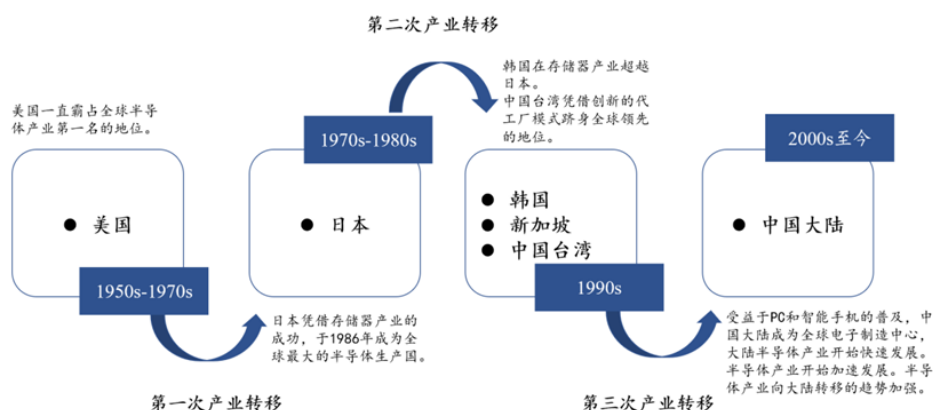 第二次产业转移
韩国在存储器产业超越
日本。
中国台湾凭借创新的代
工厂模式跻身全球领先
的地位。
美国一直霸占全球半导
体产业第一名的地位。
1970s-1980s
2000s至今
● 美国
● 日本
● 韩国
● 新加坡
● 中国台湾
● 中国大陆
1950s-1970s
1990s
日本凭借存储器产业的
成功，于1986年成为全
球最大的半导体生产国。
受益于PC和智能手机的普及，中
国大陆成为全球电子制造中心，
大陆半导体产业开始快速发展。
半导体产业开始加速发展。半导
体产业向大陆转移的趋势加强。
第一次产业转移
第三次产业转移